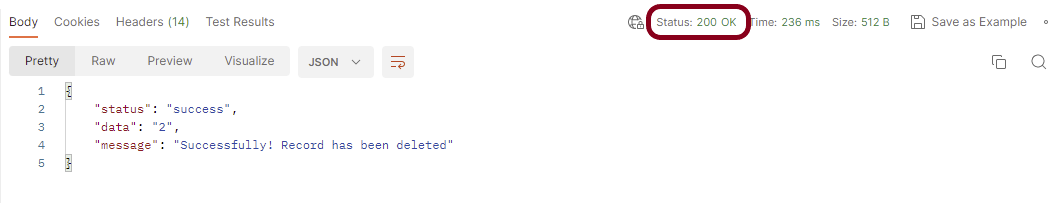 Body Cookies Headers (14) Test Results Status: 200 OK Time: 236 ms Size: 512 B Save as Example
Pretty Raw Preview Visualize JSON
1 {
2 "status": "success",
3 "data": "2",
4 "message": "Successfully! Record has been deleted"
5 }